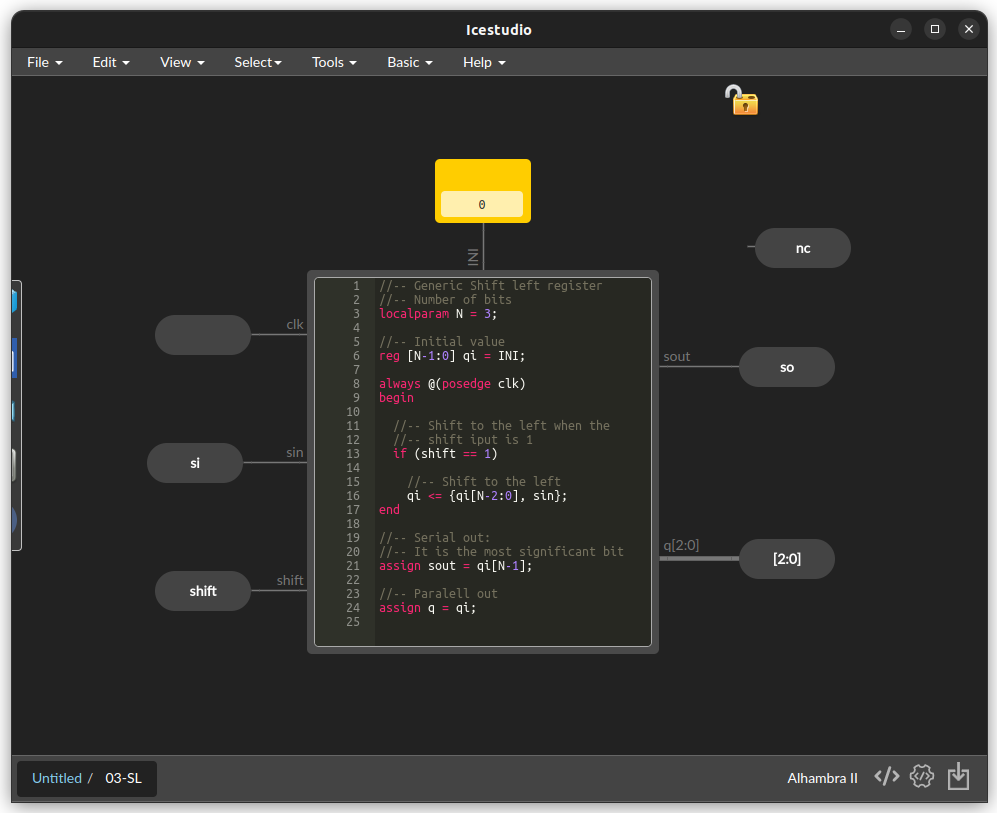 Icestudio
File Edit View Select Tools Basic Help
0
INI
nc
clk
si
sin
shift
shift
1 //-- Generic Shift left register
2 //-- Number of bits
3 localparam N = 3;
4
5 //-- Initial value
6 reg [N-1:0] qi = INI;
7
8 always @(posedge clk)
9 begin
10
11 //-- Shift to the left when the
12 //-- shift iput is 1
13 if (shift == 1)
14
15 //-- Shift to the left
16 qi <= {qi[N-2:0], sin};
17 end
18
19 //-- Serial out:
20 //-- It is the most significant bit
21 assign sout = qi[N-1];
22
23 //-- Paralell out
24 assign q = qi;
25
sout
so
q[2:0]
[2:0]
Untitled / 03-SL
Alhambra II